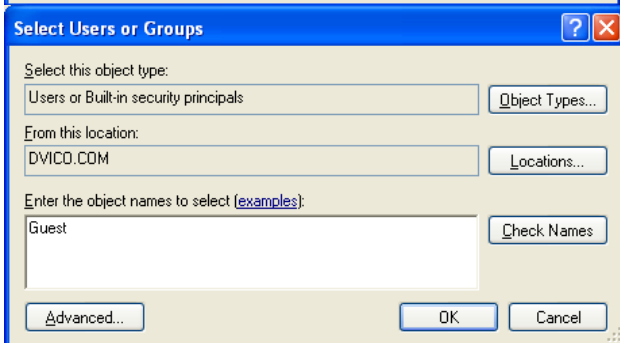 Select Users or Groups
Select this object type:
Users or Built-in security principals
Object Types...
From this location:
DVICO.COM
Locations...
Enter the object names to select (examples):
Guest
Check Names
Advanced...
OK
Cancel